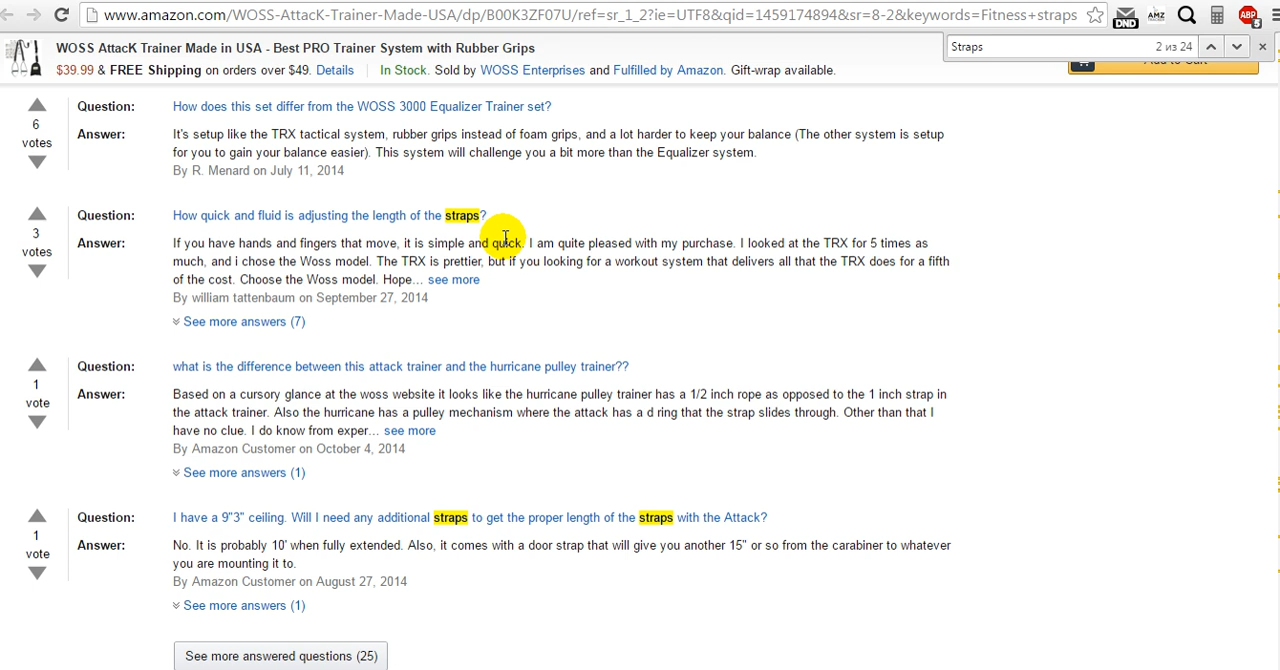 www.amazon.com/WOSS-AttacK-Trainer-Made-USA/dp/B00K3ZF07U/ref=sr_1_2?ie=UTF8&qid=1459174894&sr=8-2&keywords=Fitness+straps
DND
AMZ
ABP
5
WOSS AttacK Trainer Made in USA - Best PRO Trainer System with Rubber Grips
Straps
2 из 24
$39.99 & FREE Shipping on orders over $49. Details
In Stock. Sold by WOSS Enterprises and Fulfilled by Amazon. Gift-wrap available.
Add to Cart
Question: How does this set differ from the WOSS 3000 Equalizer Trainer set?
6
votes
Answer: It's setup like the TRX tactical system, rubber grips instead of foam grips, and a lot harder to keep your balance (The other system is setup
for you to gain your balance easier). This system will challenge you a bit more than the Equalizer system.
By R. Menard on July 11, 2014
Question: How quick and fluid is adjusting the length of the straps?
3
votes
Answer: If you have hands and fingers that move, it is simple and quick. I am quite pleased with my purchase. I looked at the TRX for 5 times as
much, and i chose the Woss model. The TRX is prettier, but if you looking for a workout system that delivers all that the TRX does for a fifth
of the cost. Choose the Woss model. Hope... see more
By william tattenbaum on September 27, 2014
See more answers (7)
Question: what is the difference between this attack trainer and the hurricane pulley trainer??
1
vote
Answer: Based on a cursory glance at the woss website it looks like the hurricane pulley trainer has a 1/2 inch rope as opposed to the 1 inch strap in
the attack trainer. Also the hurricane has a pulley mechanism where the attack has a d ring that the strap slides through. Other than that I
have no clue. I do know from exper... see more
By Amazon Customer on October 4, 2014
See more answers (1)
Question: I have a 9"3" ceiling. Will I need any additional straps to get the proper length of the straps with the Attack?
1
vote
Answer: No. It is probably 10' when fully extended. Also, it comes with a door strap that will give you another 15" or so from the carabiner to whatever
you are mounting it to.
By Amazon Customer on August 27, 2014
See more answers (1)
See more answered questions (25)